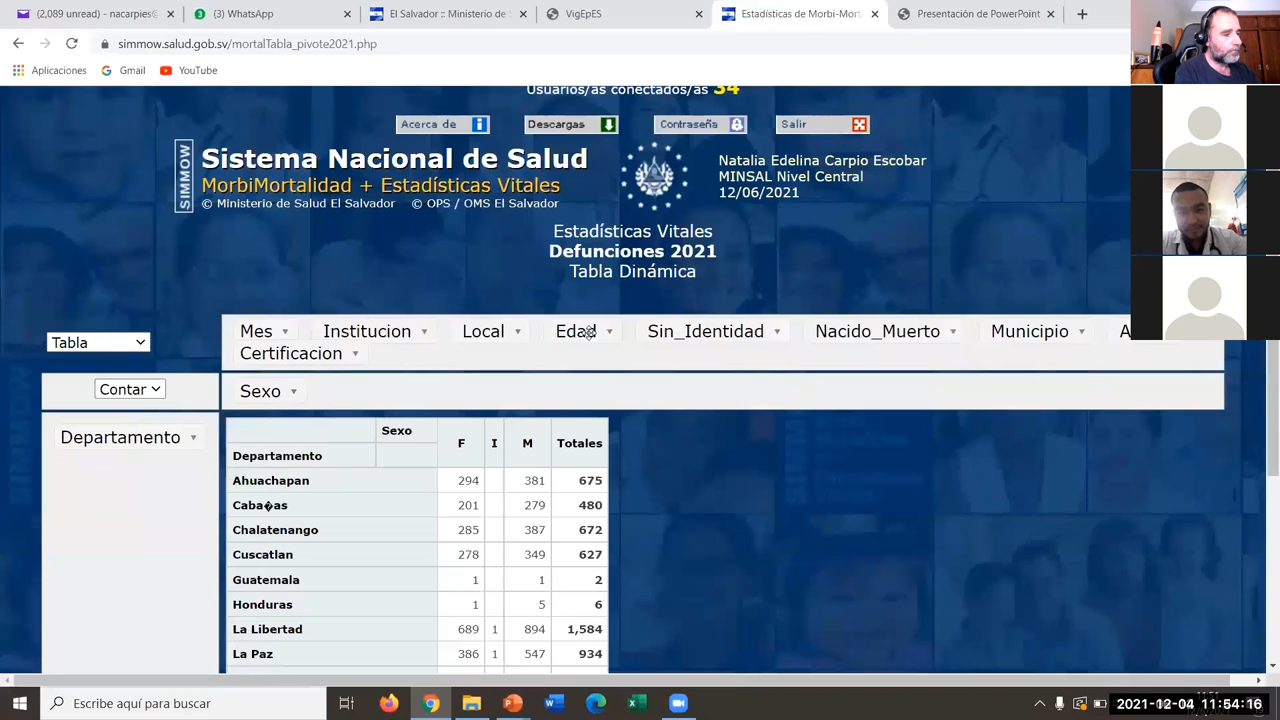 (2,089 unread) - nacarpies@
(3) WhatsApp
El Salvador :: Ministerio de
VigEpES
Estadísticas de Morbi-Mort
Presentación de PowerPoint
simmow.salud.gob.sv/mortalTabla_pivote2021.php
Aplicaciones
Gmail
YouTube
Usuarios/as conectados/as 34
Acerca de
Descargas
Contraseña
Salir
SIMMOW
Sistema Nacional de Salud
MorbiMortalidad + Estadísticas Vitales
© Ministerio de Salud El Salvador © OPS / OMS El Salvador
Natalia Edelina Carpio Escobar
MINSAL Nivel Central
12/06/2021
Estadísticas Vitales
Defunciones 2021
Tabla Dinámica
Tabla
Mes Institucion Local Edad Sin_Identidad Nacido_Muerto Municipio A
Certificacion
Contar
Sexo
Departamento
Sexo
F I M Totales
Departamento
Ahuachapan 294 381 675
Caba�as 201 279 480
Chalatenango 285 387 672
Cuscatlan 278 349 627
Guatemala 1 1 2
Honduras 1 5 6
La Libertad 689 1 894 1,584
La Paz 386 1 547 934
Escribe aquí para buscar
2021-12-04 11:54:16